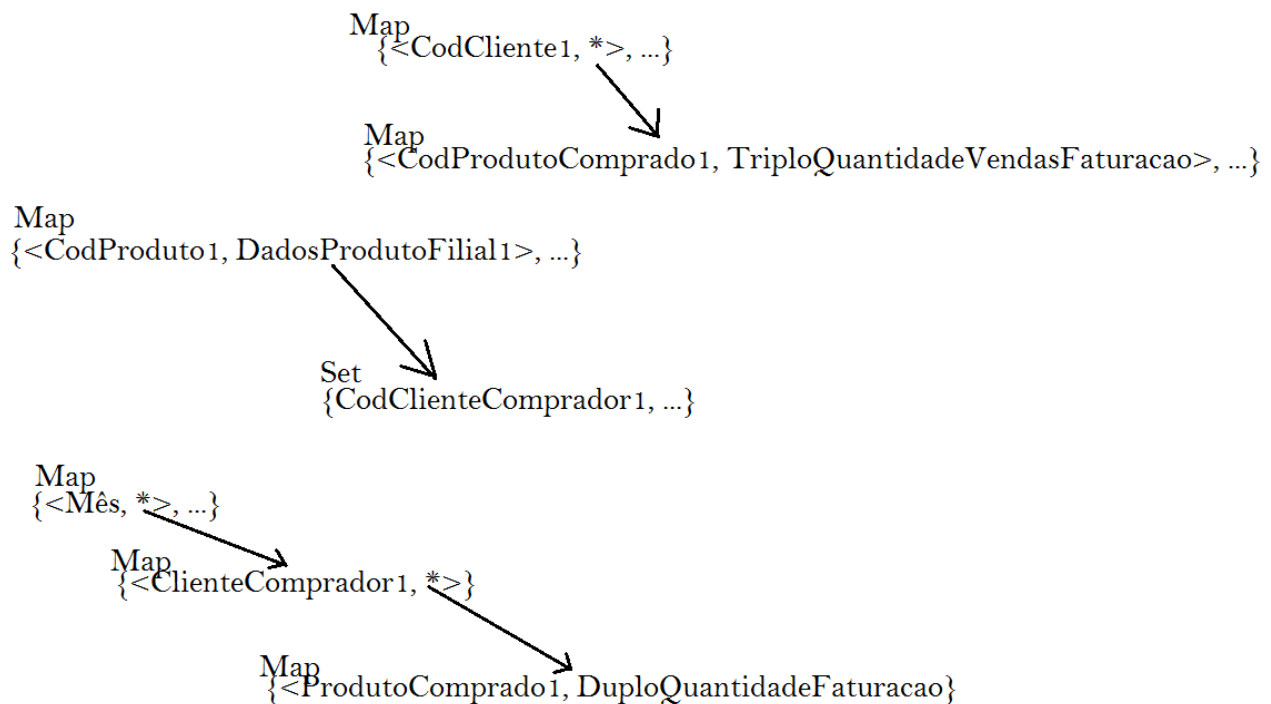 Map
{<CodCliente1, *>, ...}
Map
{<CodProdutoComprado1, TriploQuantidadeVendasFaturacao>, ...}
Map
{<CodProduto1, DadosProdutoFilial1>, ...}
Set
{CodClienteComprador1, ...}
Map
{<Mês, *>, ...}
Map
{<ClienteComprador1, *>}
Map
{<ProdutoComprado1, DuploQuantidadeFaturacao}